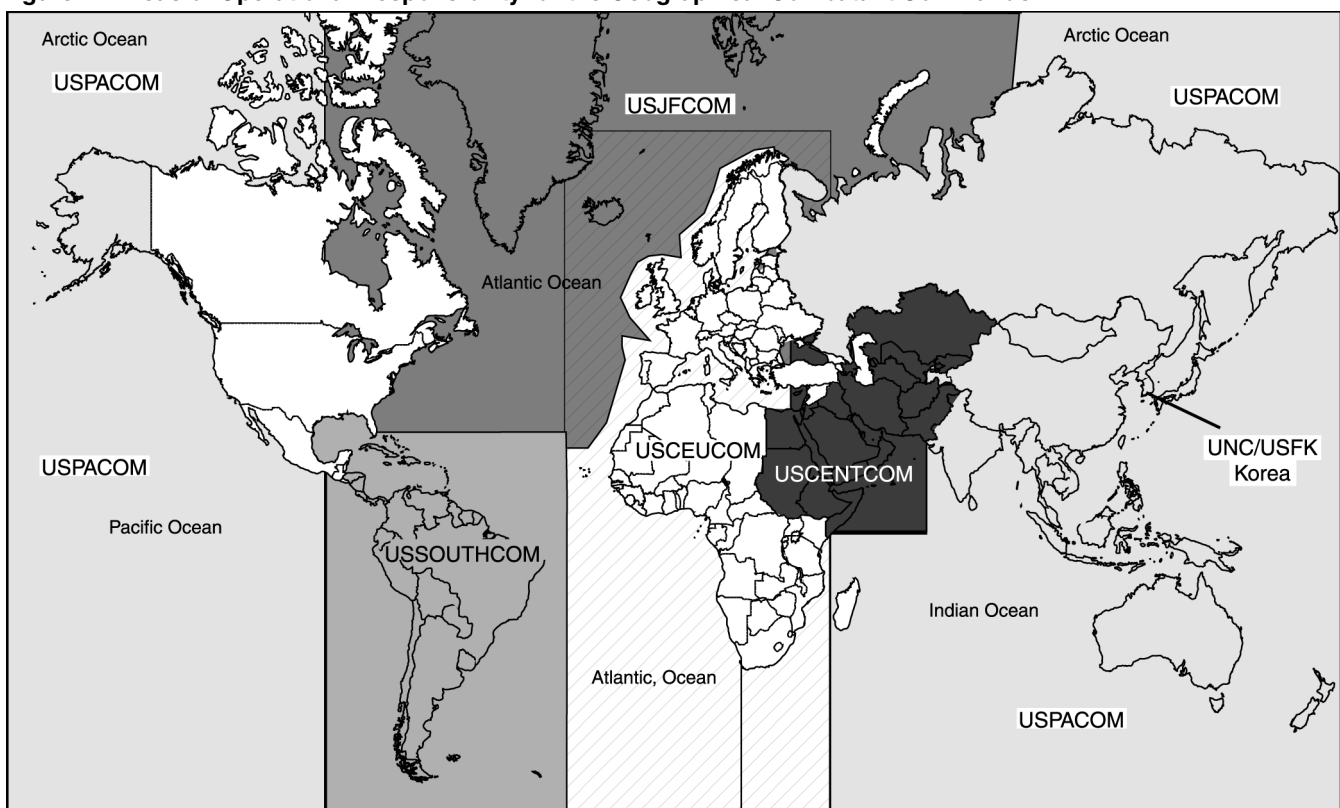 Arctic Ocean
USPACOM
USJFCOM
Arctic Ocean
USPACOM
Atlantic Ocean
USPACOM
Pacific Ocean
USCEUCOM
USCENTCOM
UNC/USFK
Korea
USSOUTHCOM
Indian Ocean
Atlantic, Ocean
USPACOM